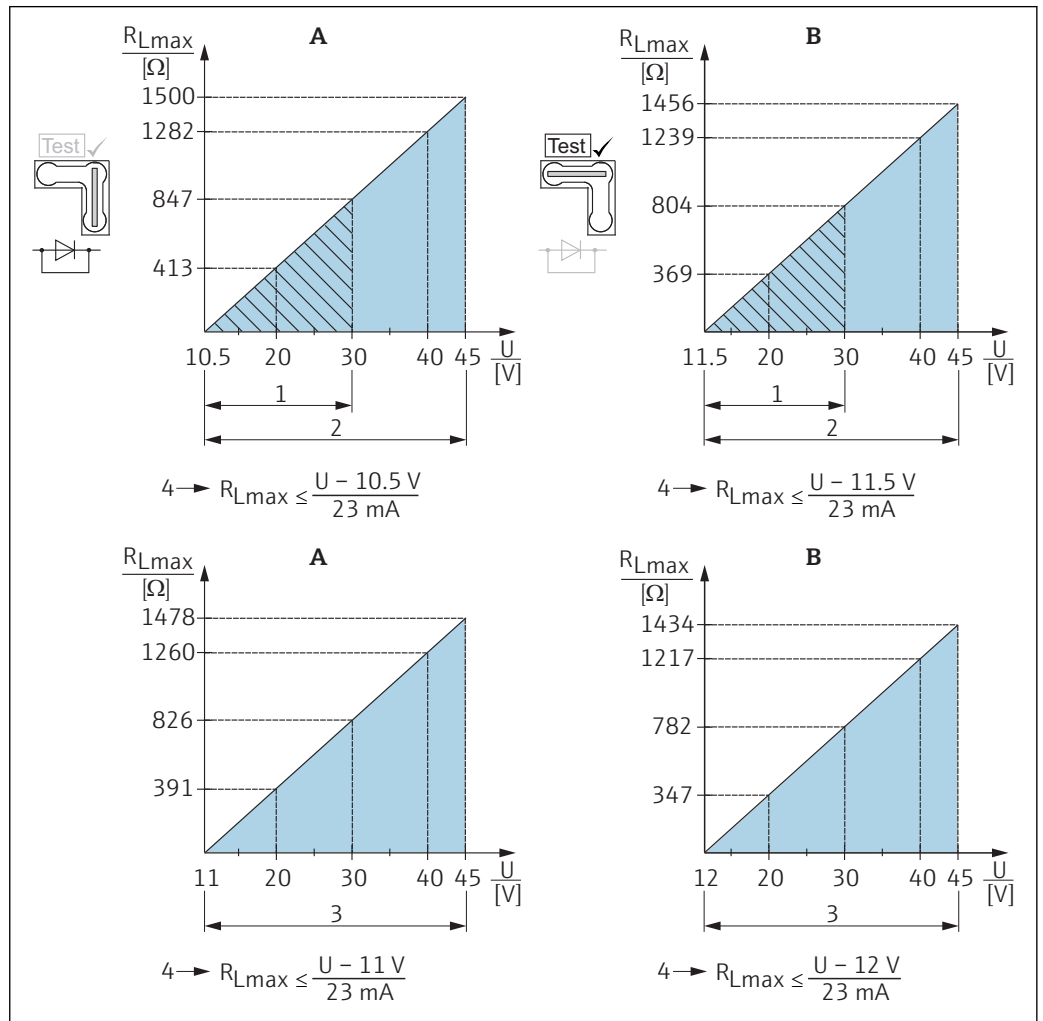 A
R_Lmax
[Ω]
1500
1282
847
413
Test
10.5 20 30 40 45 U
[V]
1
2
4 R_Lmax ≤ U – 10.5 V
23 mA
B
R_Lmax
[Ω]
1456
1239
804
369
Test
11.5 20 30 40 45 U
[V]
1
2
4 R_Lmax ≤ U – 11.5 V
23 mA
A
R_Lmax
[Ω]
1478
1260
826
391
11 20 30 40 45 U
[V]
3
4 R_Lmax ≤ U – 11 V
23 mA
B
R_Lmax
[Ω]
1434
1217
782
347
12 20 30 40 45 U
[V]
3
4 R_Lmax ≤ U – 12 V
23 mA